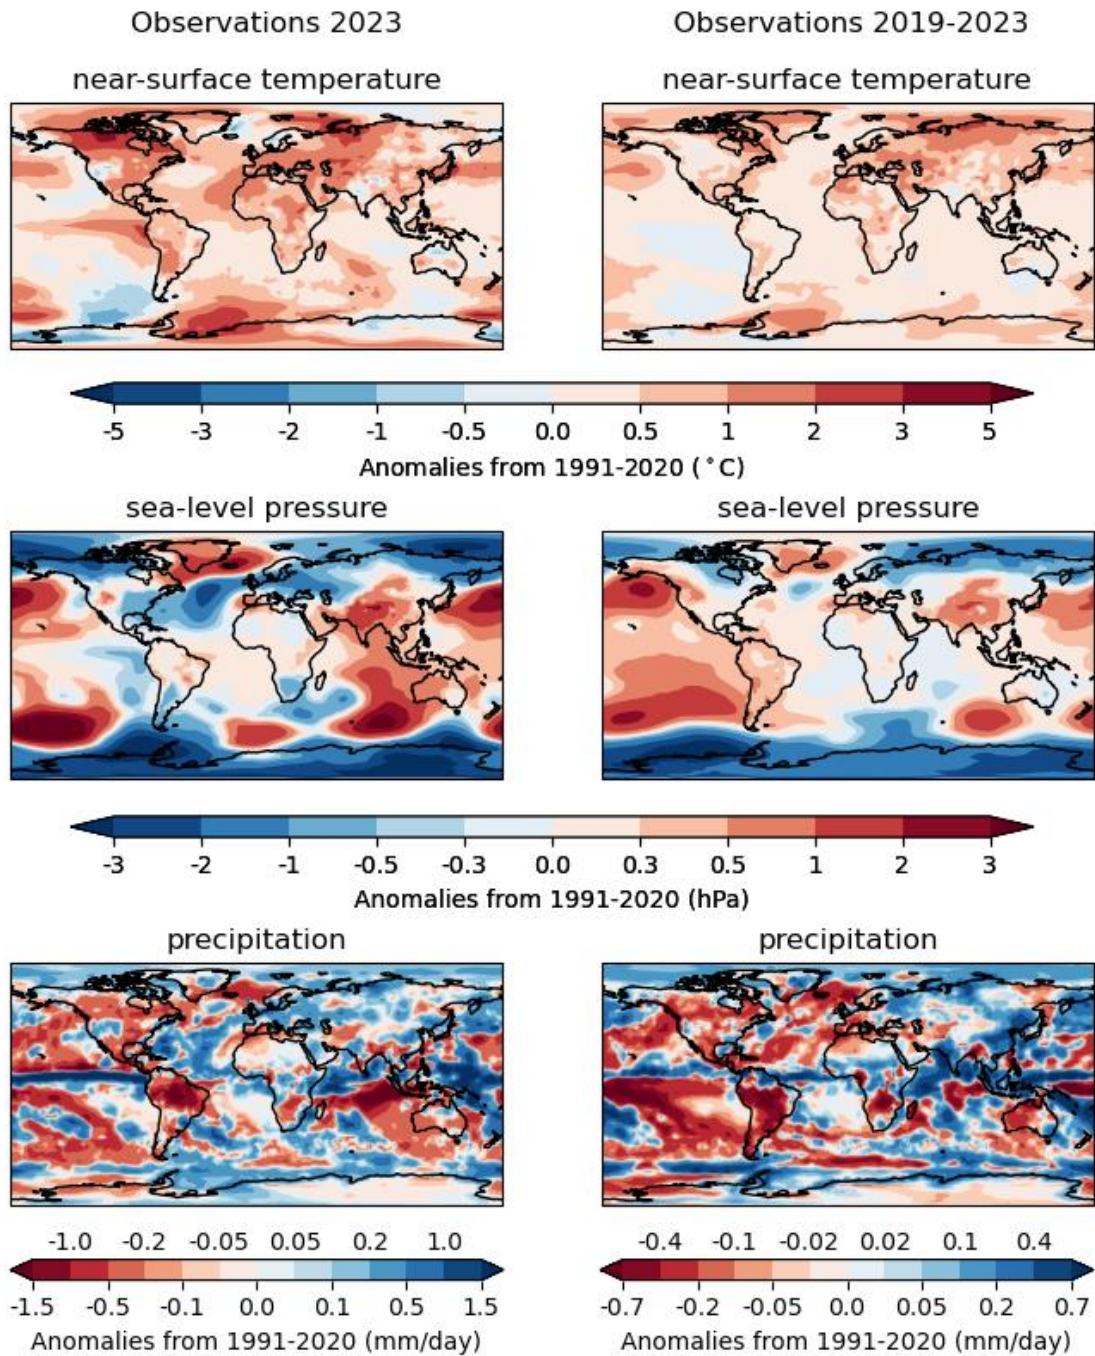 Observations 2023
Observations 2019-2023
near-surface temperature
near-surface temperature
-5 -3 -2 -1 -0.5 0.0 0.5 1 2 3 5
Anomalies from 1991-2020 (°C)
sea-level pressure
sea-level pressure
-3 -2 -1 -0.5 -0.3 0.0 0.3 0.5 1 2 3
Anomalies from 1991-2020 (hPa)
precipitation
precipitation
-1.0 -0.2 -0.05 0.05 0.2 1.0
-1.5 -0.5 -0.1 0.0 0.1 0.5 1.5
Anomalies from 1991-2020 (mm/day)
-0.4 -0.1 -0.02 0.02 0.1 0.4
-0.7 -0.2 -0.05 0.0 0.05 0.2 0.7
Anomalies from 1991-2020 (mm/day)